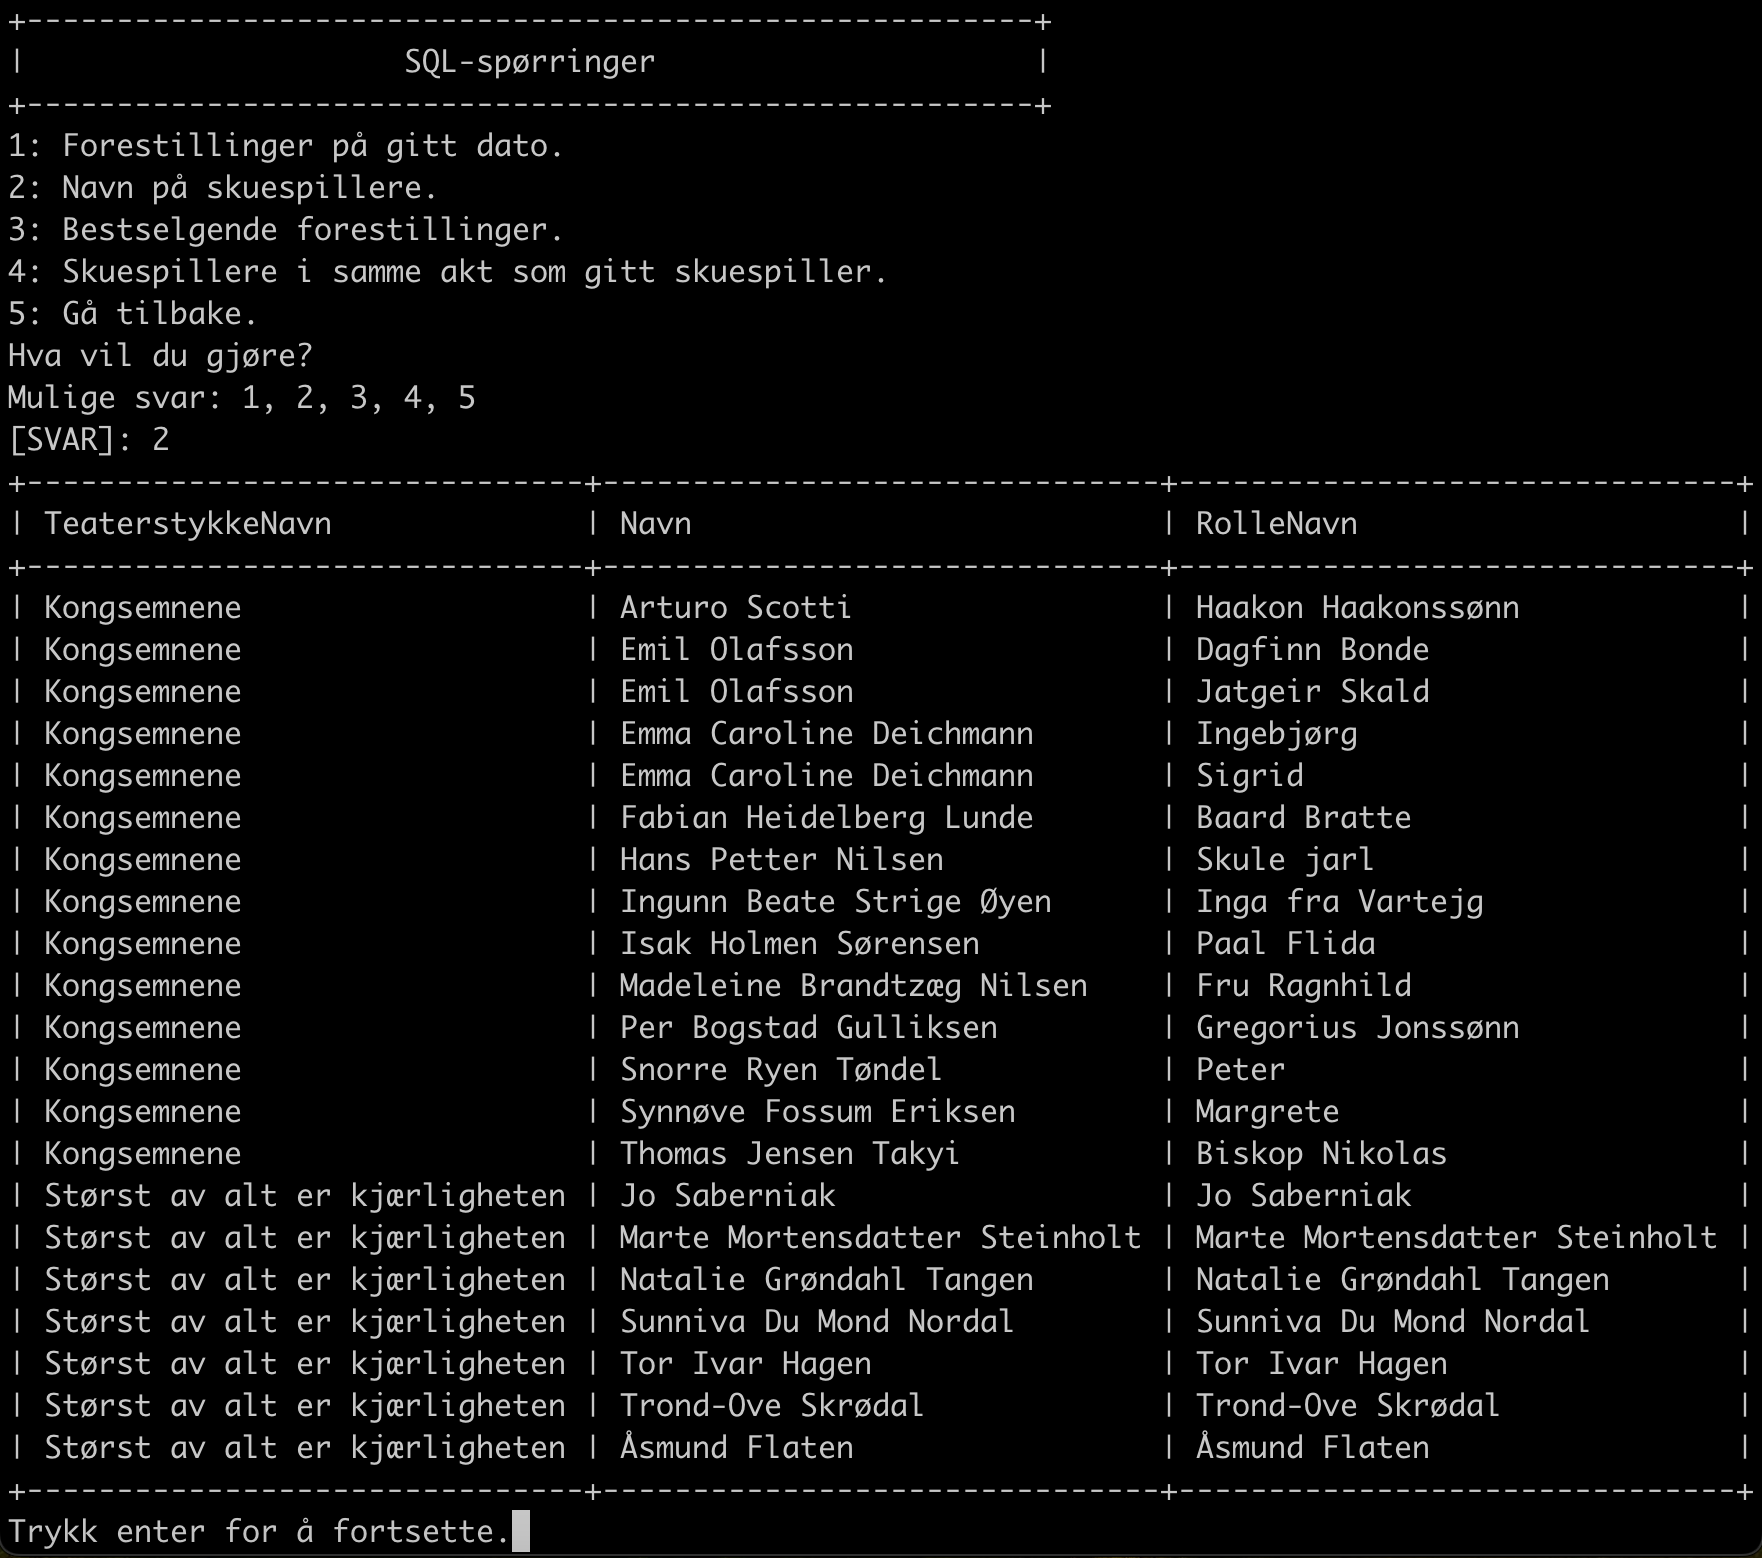 +--------------------------------------------------------+
|                     SQL-spørringer                     |
+--------------------------------------------------------+
1: Forestillinger på gitt dato.
2: Navn på skuespillere.
3: Bestselgende forestillinger.
4: Skuespillere i samme akt som gitt skuespiller.
5: Gå tilbake.
Hva vil du gjøre?
Mulige svar: 1, 2, 3, 4, 5
[SVAR]: 2
+-------------------------------+-------------------------------+-------------------------------+
| TeaterstykkeNavn              | Navn                          | RolleNavn                     |
+-------------------------------+-------------------------------+-------------------------------+
| Kongsemnene                   | Arturo Scotti                 | Haakon Haakonssønn            |
| Kongsemnene                   | Emil Olafsson                 | Dagfinn Bonde                 |
| Kongsemnene                   | Emil Olafsson                 | Jatgeir Skald                 |
| Kongsemnene                   | Emma Caroline Deichmann       | Ingebjørg                     |
| Kongsemnene                   | Emma Caroline Deichmann       | Sigrid                        |
| Kongsemnene                   | Fabian Heidelberg Lunde       | Baard Bratte                  |
| Kongsemnene                   | Hans Petter Nilsen            | Skule jarl                    |
| Kongsemnene                   | Ingunn Beate Strige Øyen      | Inga fra Vartejg              |
| Kongsemnene                   | Isak Holmen Sørensen          | Paal Flida                    |
| Kongsemnene                   | Madeleine Brandtzæg Nilsen    | Fru Ragnhild                  |
| Kongsemnene                   | Per Bogstad Gulliksen         | Gregorius Jonssønn            |
| Kongsemnene                   | Snorre Ryen Tøndel            | Peter                         |
| Kongsemnene                   | Synnøve Fossum Eriksen        | Margrete                      |
| Kongsemnene                   | Thomas Jensen Takyi           | Biskop Nikolas                |
| Størst av alt er kjærligheten | Jo Saberniak                  | Jo Saberniak                  |
| Størst av alt er kjærligheten | Marte Mortensdatter Steinholt | Marte Mortensdatter Steinholt |
| Størst av alt er kjærligheten | Natalie Grøndahl Tangen       | Natalie Grøndahl Tangen       |
| Størst av alt er kjærligheten | Sunniva Du Mond Nordal        | Sunniva Du Mond Nordal        |
| Størst av alt er kjærligheten | Tor Ivar Hagen                | Tor Ivar Hagen                |
| Størst av alt er kjærligheten | Trond-Ove Skrødal             | Trond-Ove Skrødal             |
| Størst av alt er kjærligheten | Åsmund Flaten                 | Åsmund Flaten                 |
+-------------------------------+-------------------------------+-------------------------------+
Trykk enter for å fortsette.